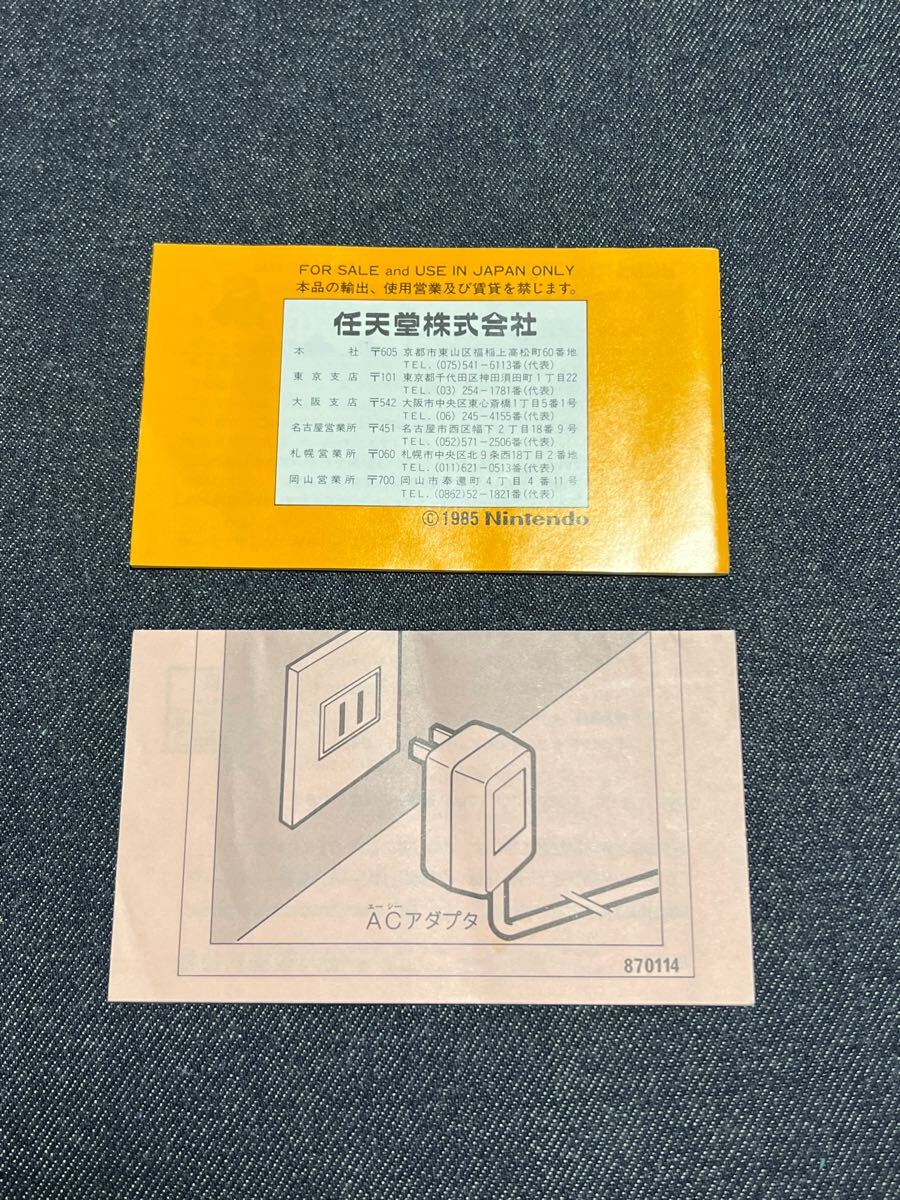 FOR SALE and USE IN JAPAN ONLY
本品の輸出、使用営業及び賃貸を禁じます。
任天堂株式会社
本社 〒605 京都市東山区福稲上高松町60番地
TEL. (075)541-6113番(代表)
東京支店 〒101 東京都千代田区神田須田町1丁目22
TEL. (03) 254-1781番(代表)
大阪支店 〒542 大阪市中央区東心斎橋1丁目5番1号
TEL. (06) 245-4155番(代表)
名古屋営業所 〒451 名古屋市西区幅下2丁目18番9号
TEL. (052)571-2506番(代表)
札幌営業所 〒060 札幌市中央区北9条西18丁目2番地
TEL. (011)621-0513番(代表)
岡山営業所 〒700 岡山市奉還町4丁目4番11号
TEL. (0862)52-1821番(代表)
©1985 Nintendo
エーシー
ACアダプタ
870114